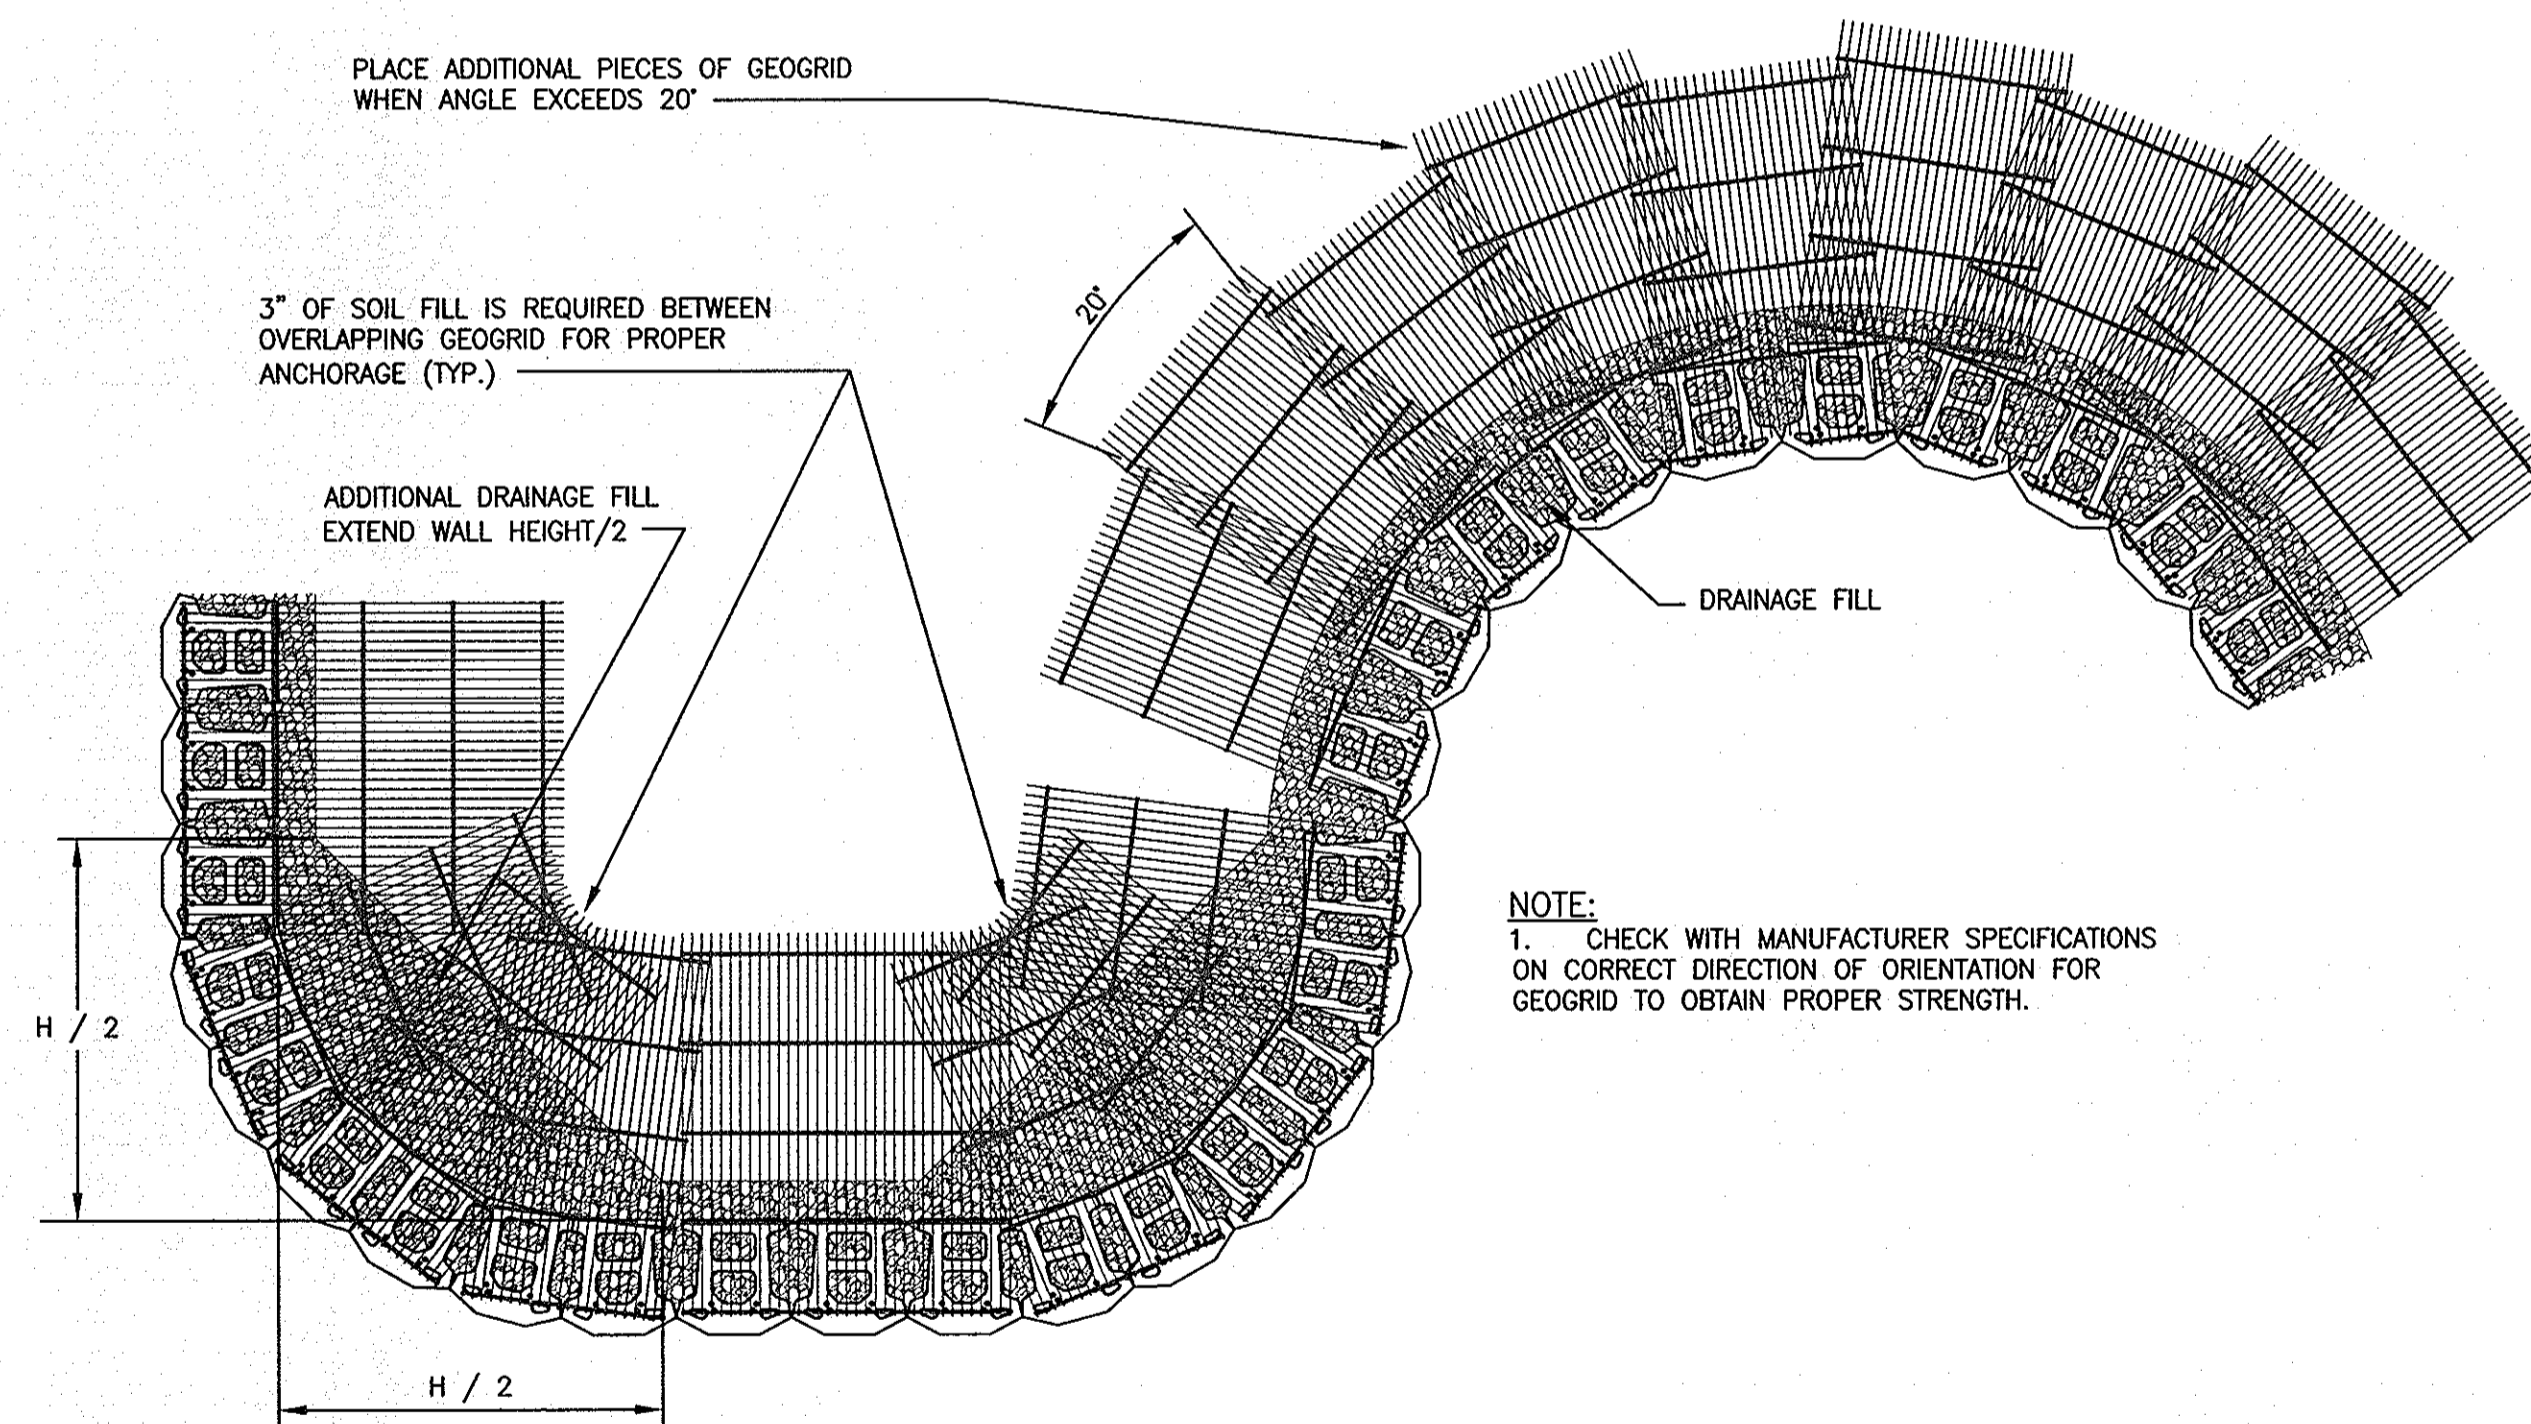 PLACE ADDITIONAL PIECES OF GEOGRID
WHEN ANGLE EXCEEDS 20°
20°
3" OF SOIL FILL IS REQUIRED BETWEEN
OVERLAPPING GEOGRID FOR PROPER
ANCHORAGE (TYP.)
ADDITIONAL DRAINAGE FILL
EXTEND WALL HEIGHT/2
DRAINAGE FILL
NOTE:
1. CHECK WITH MANUFACTURER SPECIFICATIONS
ON CORRECT DIRECTION OF ORIENTATION FOR
GEOGRID TO OBTAIN PROPER STRENGTH.
H / 2
H / 2